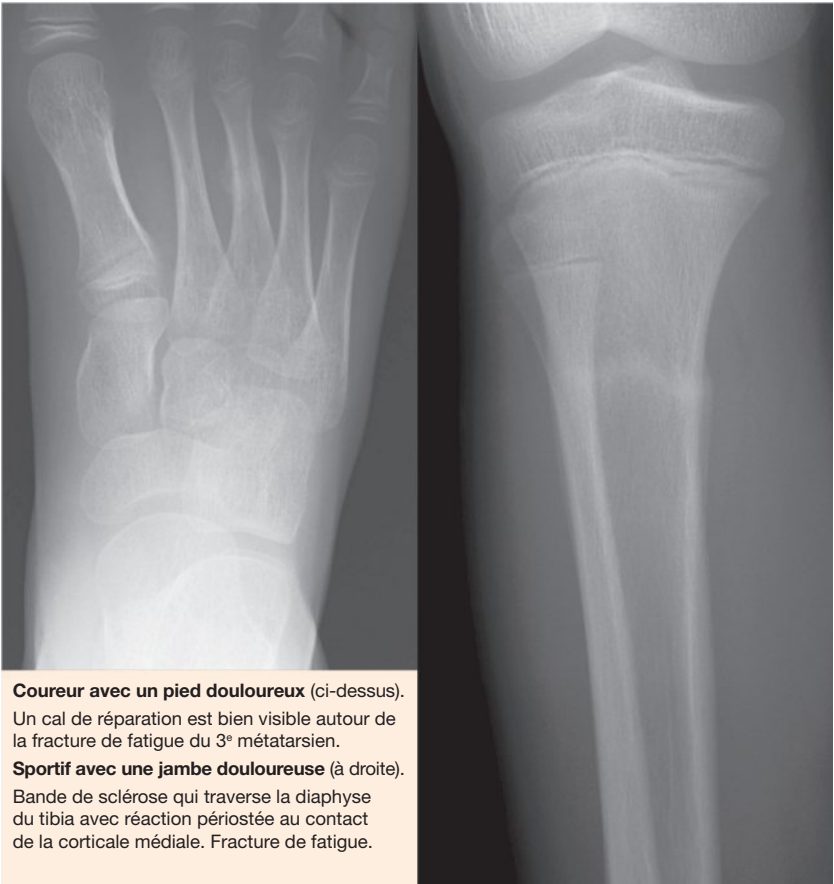 Coureur avec un pied douloureux (ci-dessus).
Un cal de réparation est bien visible autour de
la fracture de fatigue du 3e métatarsien.
Sportif avec une jambe douloureuse (à droite).
Bande de sclérose qui traverse la diaphyse
du tibia avec réaction périostée au contact
de la corticale médiale. Fracture de fatigue.